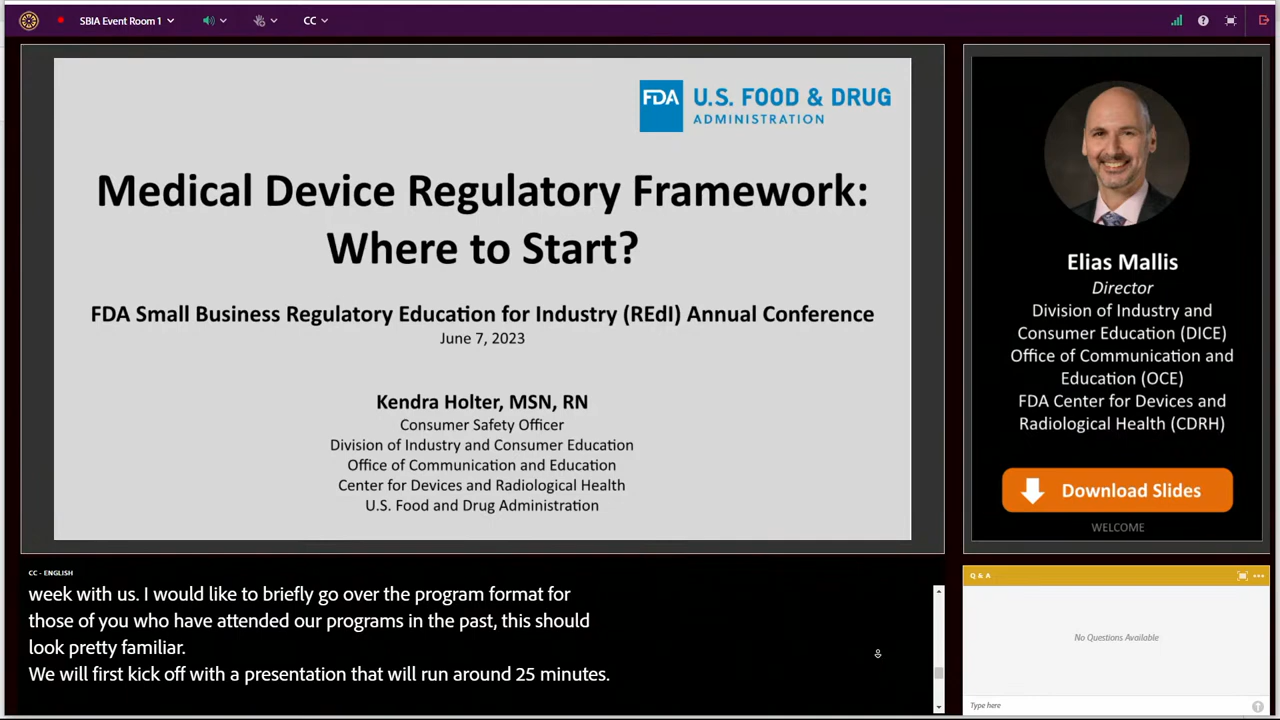 SBIA Event Room 1
CC
FDA U.S. FOOD & DRUG
ADMINISTRATION
Medical Device Regulatory Framework:
Where to Start?
FDA Small Business Regulatory Education for Industry (REdI) Annual Conference
June 7, 2023
Kendra Holter, MSN, RN
Consumer Safety Officer
Division of Industry and Consumer Education
Office of Communication and Education
Center for Devices and Radiological Health
U.S. Food and Drug Administration
Elias Mallis
Director
Division of Industry and
Consumer Education (DICE)
Office of Communication and
Education (OCE)
FDA Center for Devices and
Radiological Health (CDRH)
Download Slides
WELCOME
CC - ENGLISH
week with us. I would like to briefly go over the program format for
those of you who have attended our programs in the past, this should
look pretty familiar.
We will first kick off with a presentation that will run around 25 minutes.
Q & A
No Questions Available
Type here